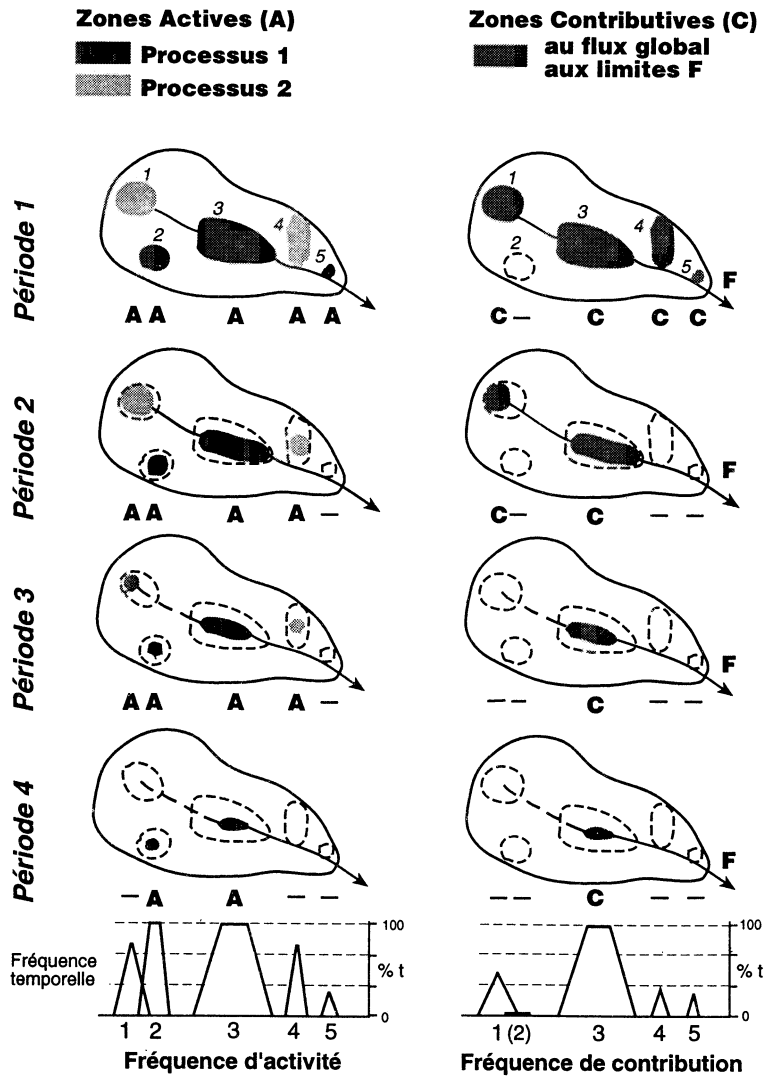 Zones Actives (A)
Processus 1
Processus 2
Zones Contributives (C)
au flux global
aux limites F
Période 1
1
2
3
4
5
A A A A A
1
2
3
4
5
F
C — C C C
Période 2
A A A A —
F
C — C — —
Période 3
A A A A —
F
— — C — —
Période 4
— A A — —
F
— — C — —
Fréquence
temporelle
100
% t
0
1 2 3 4 5
Fréquence d'activité
100
% t
0
1 (2) 3 4 5
Fréquence de contribution